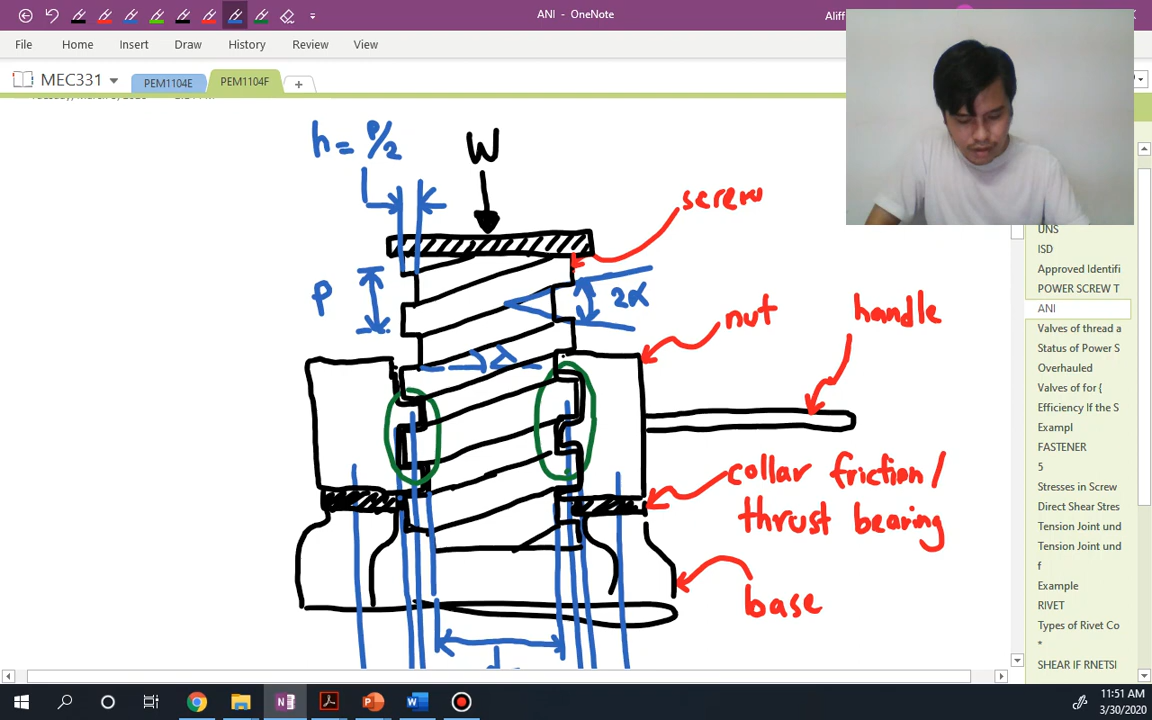 ANI - OneNote
Aliff
File Home Insert Draw History Review View
MEC331
PEM1104E
PEM1104F
h = P/2
W
screw
P
2α
nut
handle
λ
collar friction /
thrust bearing
base
UNS
ISD
Approved Identifi
POWER SCREW T
ANI
Valves of thread a
Status of Power S
Overhauled
Valves of for {
Efficiency If the S
Exampl
FASTENER
5
Stresses in Screw
Direct Shear Stres
Tension Joint und
Tension Joint und
f
Example
RIVET
Types of Rivet Co
*
SHEAR IF RNETSI
11:51 AM
3/30/2020